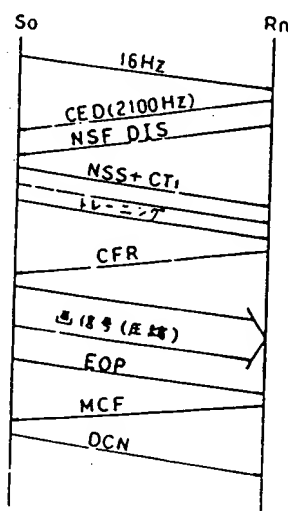 So
Rn
16Hz
CED(2100Hz)
NSF DIS
NSS+CT1
トレーニング
CFR
画信号(圧縮)
EOP
MCF
DCN